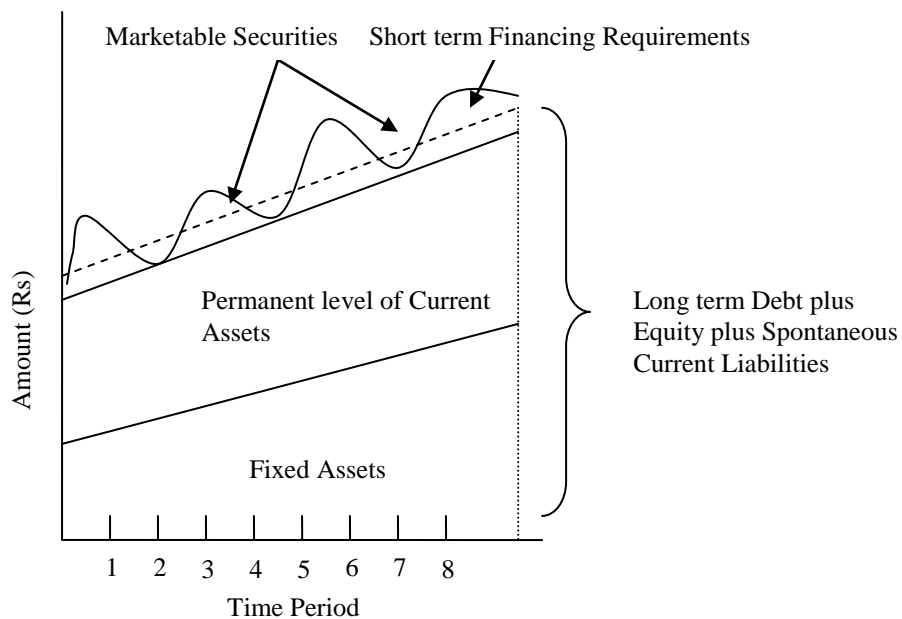 Marketable Securities
Short term Financing Requirements
Amount (Rs)
Permanent level of Current
Assets
Long term Debt plus
Equity plus Spontaneous
Current Liabilities
Fixed Assets
1 2 3 4 5 6 7 8
Time Period